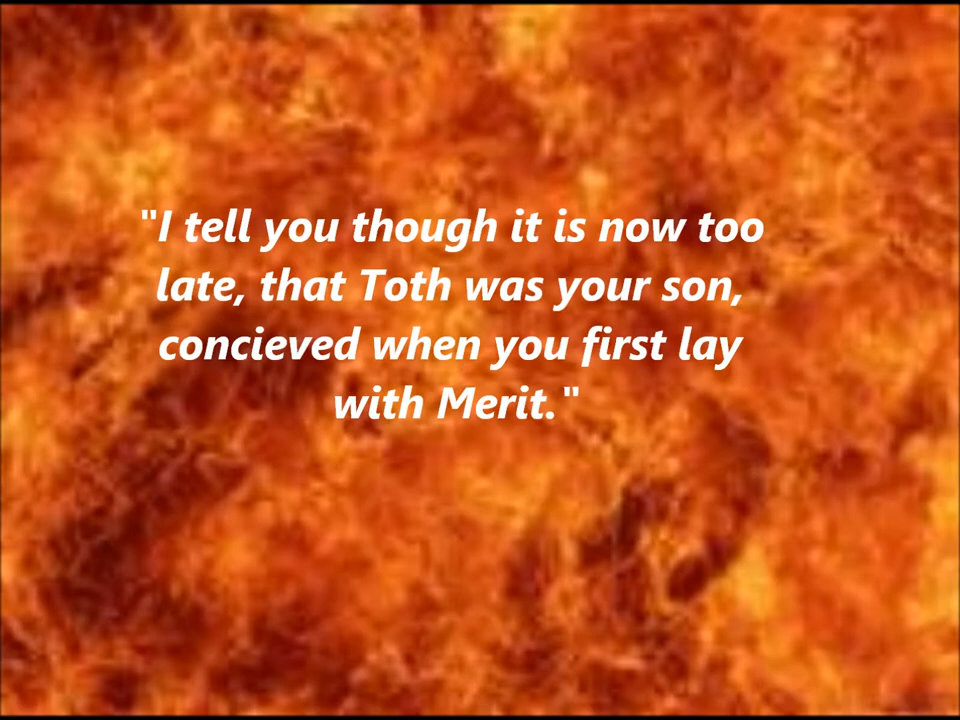 "I tell you though it is now too
late, that Toth was your son,
concieved when you first lay
with Merit."